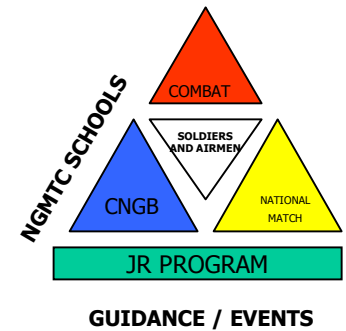 COMBAT
NGMTC SCHOOLS
SOLDIERS
AND AIRMEN
CNGB
NATIONAL
MATCH
JR PROGRAM
GUIDANCE / EVENTS